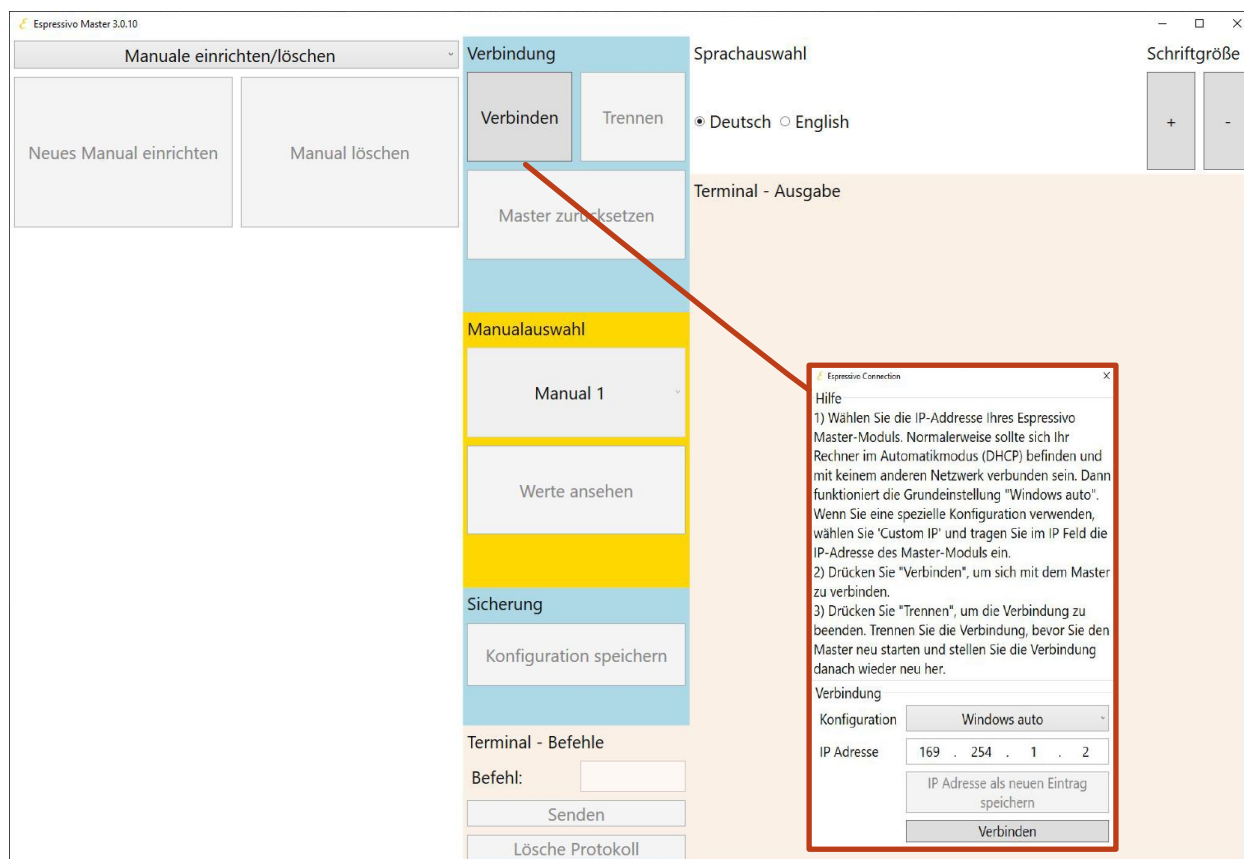 Espressivo Master 3.0.10
Manuale einrichten/löschen
Neues Manual einrichten
Manual löschen
Verbindung
Verbinden
Trennen
Master zurücksetzen
Manualauswahl
Manual 1
Werte ansehen
Sicherung
Konfiguration speichern
Terminal - Befehle
Befehl:
Senden
Lösche Protokoll
Sprachauswahl
Deutsch
English
Schriftgröße
+
-
Terminal - Ausgabe
Espressivo Connection
Hilfe
1) Wählen Sie die IP-Addresse Ihres Espressivo
Master-Moduls. Normalerweise sollte sich Ihr
Rechner im Automatikmodus (DHCP) befinden und
mit keinem anderen Netzwerk verbunden sein. Dann
funktioniert die Grundeinstellung "Windows auto".
Wenn Sie eine spezielle Konfiguration verwenden,
wählen Sie 'Custom IP' und tragen Sie im IP Feld die
IP-Adresse des Master-Moduls ein.
2) Drücken Sie "Verbinden", um sich mit dem Master
zu verbinden.
3) Drücken Sie "Trennen", um die Verbindung zu
beenden. Trennen Sie die Verbindung, bevor Sie den
Master neu starten und stellen Sie die Verbindung
danach wieder neu her.
Verbindung
Konfiguration
Windows auto
IP Adresse
169 . 254 . 1 . 2
IP Adresse als neuen Eintrag
speichern
Verbinden